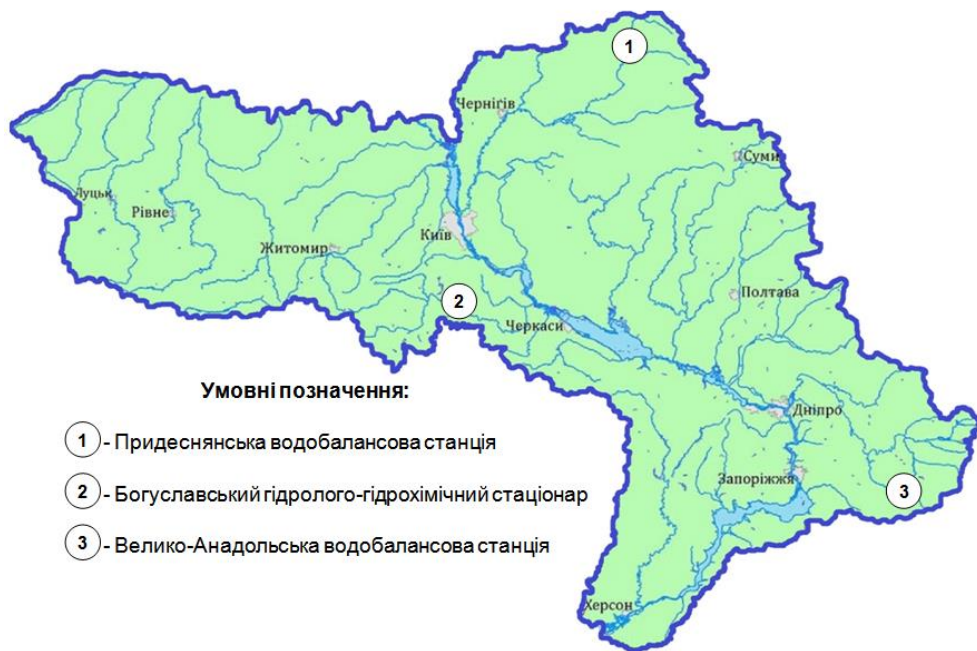 1
Чернігів
Суми
Луцьк
Рівне
Київ
Житомир
2
Полтава
Черкаси
Умовні позначення:
Дніпро
1 - Придеснянська водобалансова станція
Запоріжжя
2 - Богуславський гідролого-гідрохімічний стаціонар
3
3 - Велико-Анадольська водобалансова станція
Херсон